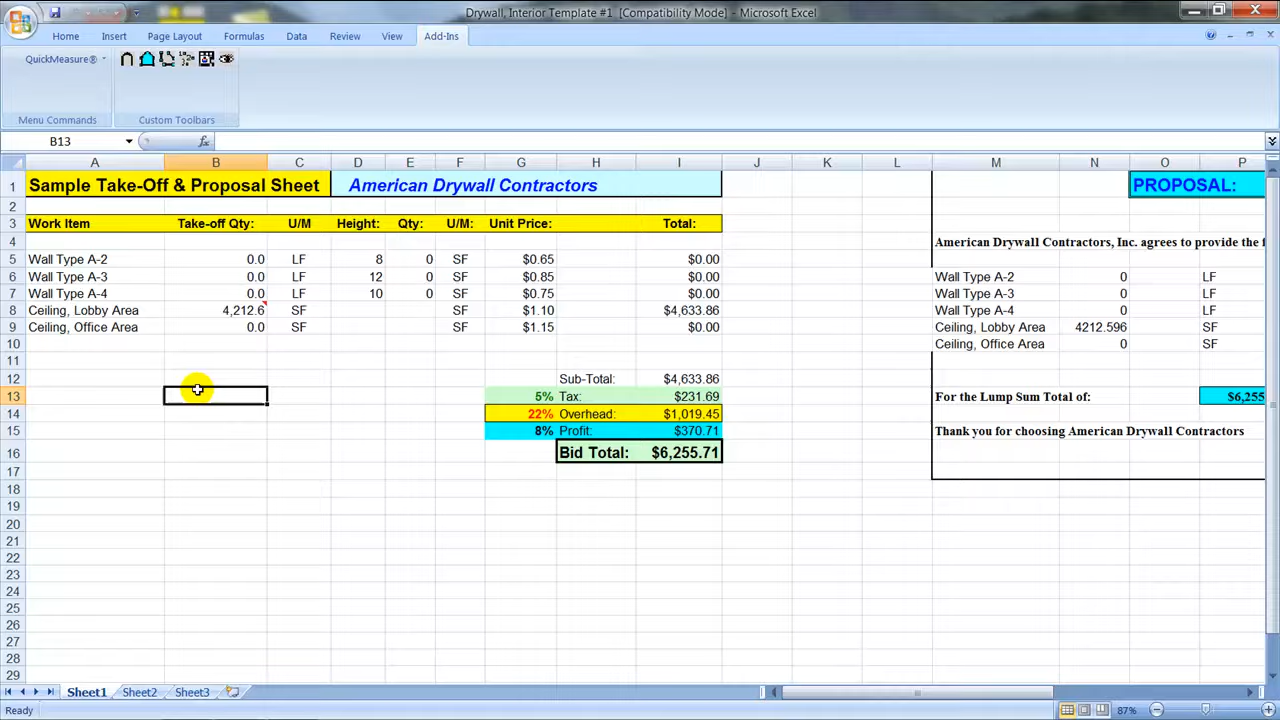 Drywall, Interior Template #1 [Compatibility Mode] - Microsoft Excel
Home Insert Page Layout Formulas Data Review View Add-Ins
QuickMeasure®
Menu Commands Custom Toolbars
B13 fx
A B C D E F G H I J K L M N O P
1 Sample Take-Off & Proposal Sheet American Drywall Contractors PROPOSAL:
2
3 Work Item Take-off Qty: U/M Height: Qty: U/M: Unit Price: Total:
4 American Drywall Contractors, Inc. agrees to provide the f
5 Wall Type A-2 0.0 LF 8 0 SF $0.65 $0.00
6 Wall Type A-3 0.0 LF 12 0 SF $0.85 $0.00 Wall Type A-2 0 LF
7 Wall Type A-4 0.0 LF 10 0 SF $0.75 $0.00 Wall Type A-3 0 LF
8 Ceiling, Lobby Area 4,212.6 SF SF $1.10 $4,633.86 Wall Type A-4 0 LF
9 Ceiling, Office Area 0.0 SF SF $1.15 $0.00 Ceiling, Lobby Area 4212.596 SF
10 Ceiling, Office Area 0 SF
11
12 Sub-Total: $4,633.86
13 5% Tax: $231.69 For the Lump Sum Total of: $6,255
14 22% Overhead: $1,019.45
15 8% Profit: $370.71 Thank you for choosing American Drywall Contractors
16 Bid Total: $6,255.71
17
18
19
20
21
22
23
24
25
26
27
28
29
Sheet1 Sheet2 Sheet3
Ready 87%